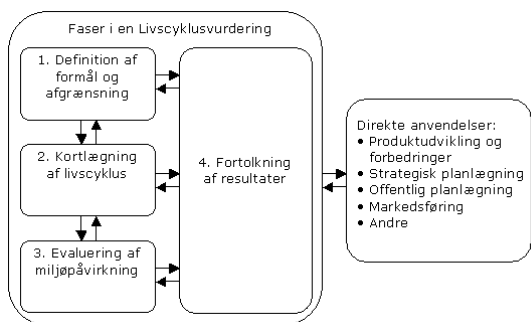 Faser i en Livscyklusvurdering
1. Definition af
formål og
afgrænsning
2. Kortlægning
af livscyklus
3. Evaluering af
miljøpåvirkning
4. Fortolkning
af resultater
Direkte anvendelser:
• Produktudvikling og
forbedringer
• Strategisk planlægning
• Offentlig planlægning
• Markedsføring
• Andre